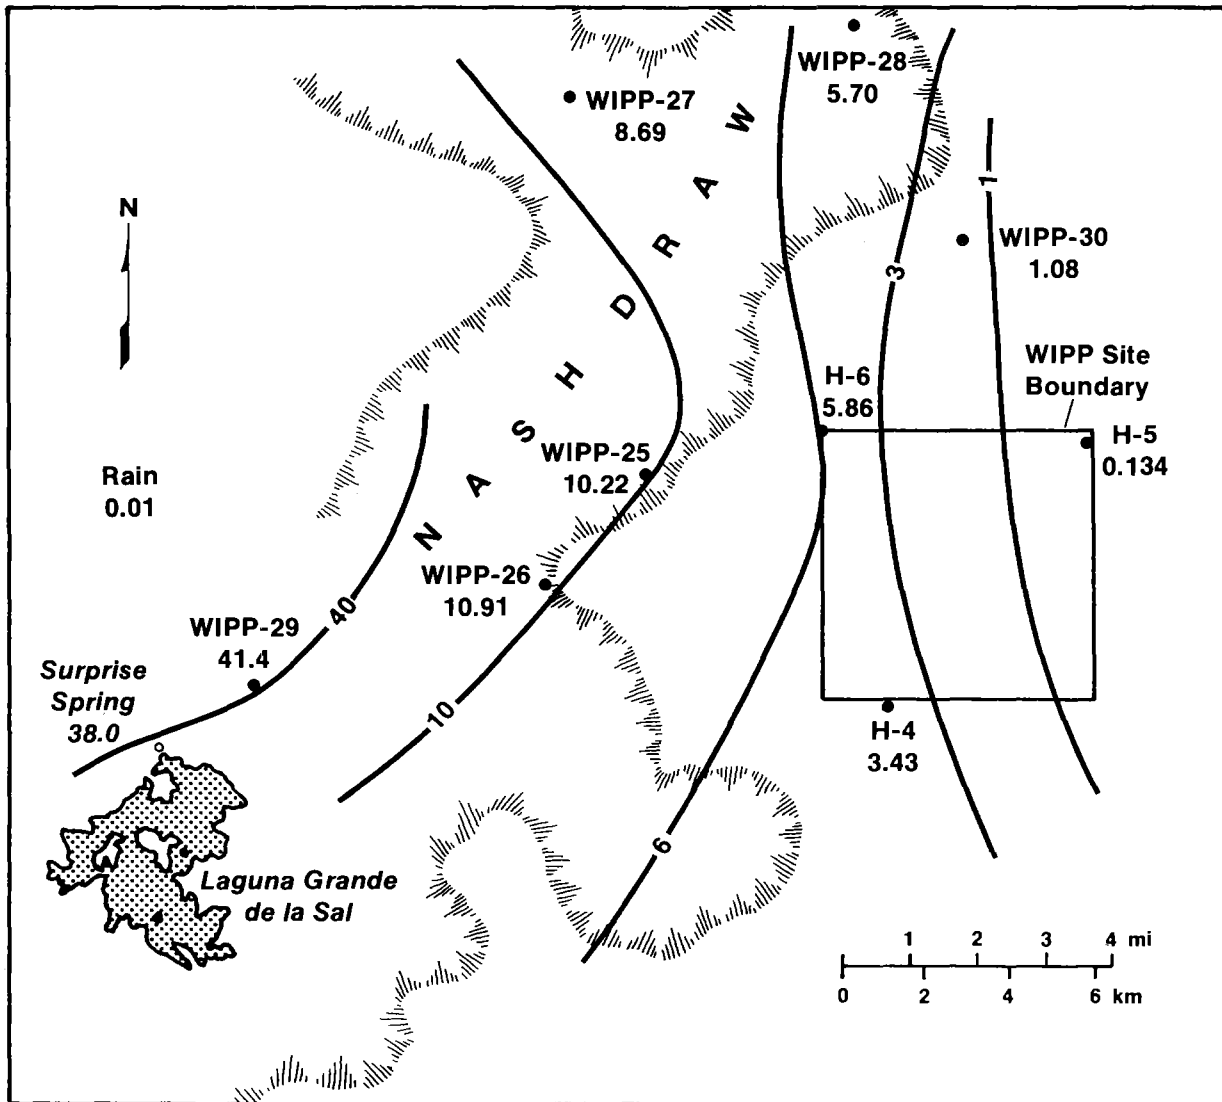 WIPP-28
5.70
WIPP-27
8.69
N
1
WIPP-30
1.08
3
NASH DRAW
WIPP Site
Boundary
H-6
5.86
H-5
0.134
Rain
0.01
WIPP-25
10.22
WIPP-26
10.91
40
WIPP-29
41.4
Surprise
Spring
38.0
10
H-4
3.43
6
Laguna Grande
de la Sal
1 2 3 4 mi
0 2 4 6 km